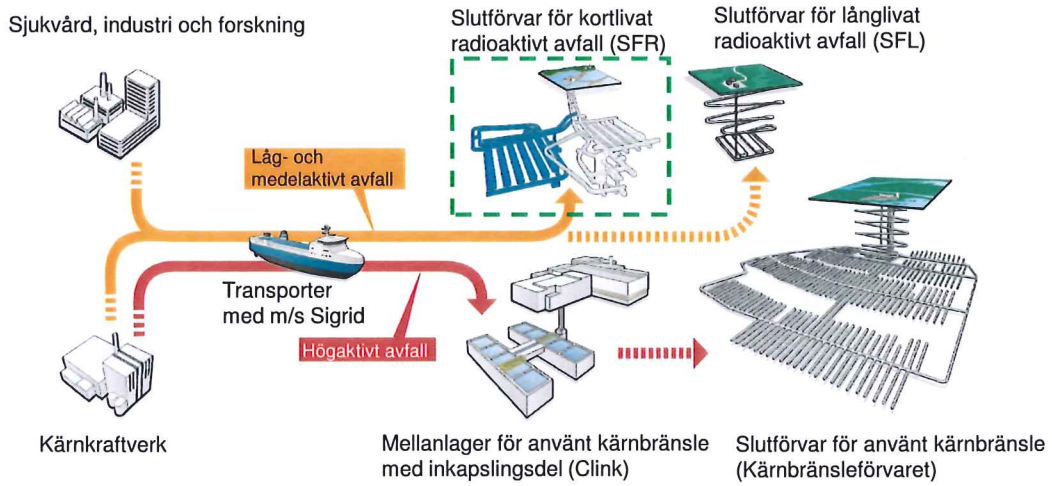 Sjukvård, industri och forskning
Slutförvar för kortlivat
radioaktivt avfall (SFR)
Slutförvar för långlivat
radioaktivt avfall (SFL)
Låg- och
medelaktivt avfall
Transporter
med m/s Sigrid
Högaktivt avfall
Kärnkraftverk
Mellanlager för använt kärnbränsle
med inkapslingsdel (Clink)
Slutförvar för använt kärnbränsle
(Kärnbränsleförvaret)